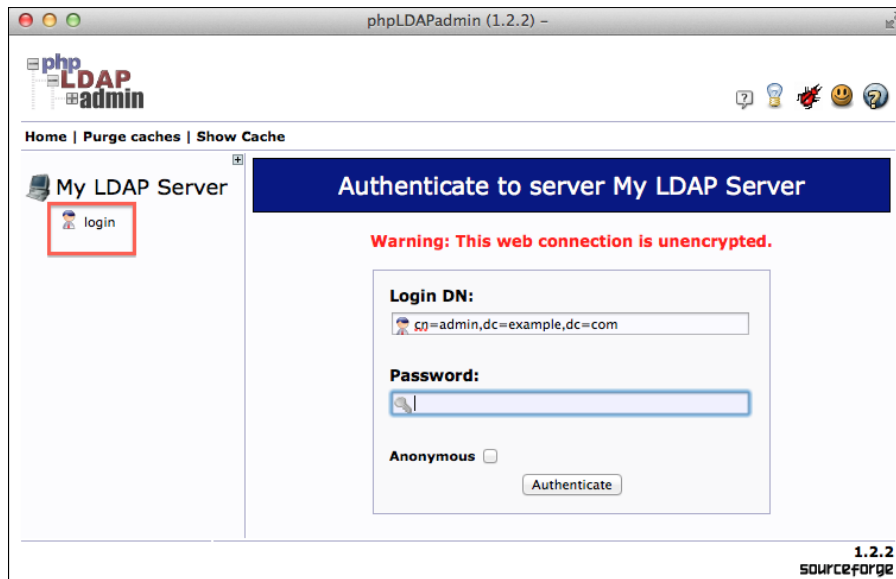 phpLDAPadmin (1.2.2) –
php
LDAP
admin
Home | Purge caches | Show Cache
My LDAP Server
login
Authenticate to server My LDAP Server
Warning: This web connection is unencrypted.
Login DN:
cn=admin,dc=example,dc=com
Password:
Anonymous
Authenticate
1.2.2
sourceforge